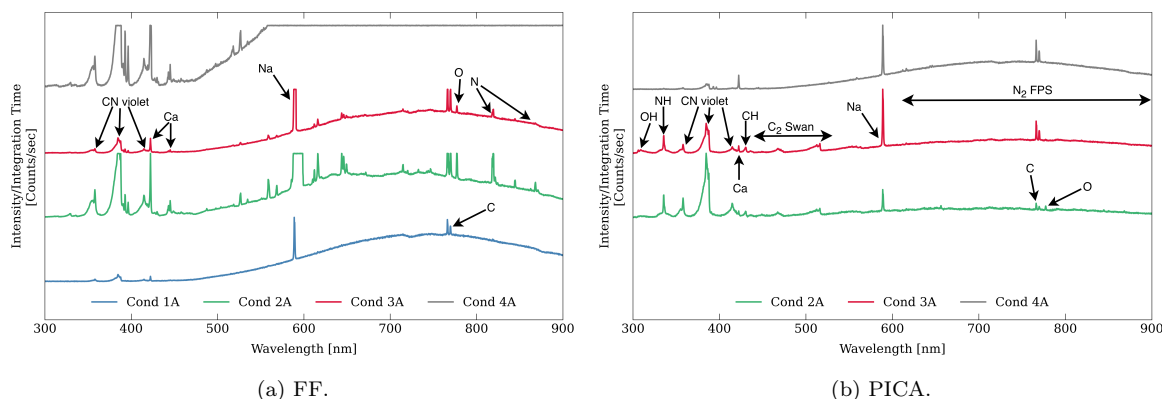 Intensity/Integration Time
[Counts/sec]
Na
O
N
CN violet
Ca
C
Cond 1A
Cond 2A
Cond 3A
Cond 4A
300
400
500
600
700
800
900
Wavelength [nm]
(a) FF.
Intensity/Integration Time
[Counts/sec]
NH
CN violet
OH
CH
C₂ Swan
Na
N₂ FPS
Ca
C
O
Cond 2A
Cond 3A
Cond 4A
300
400
500
600
700
800
900
Wavelength [nm]
(b) PICA.